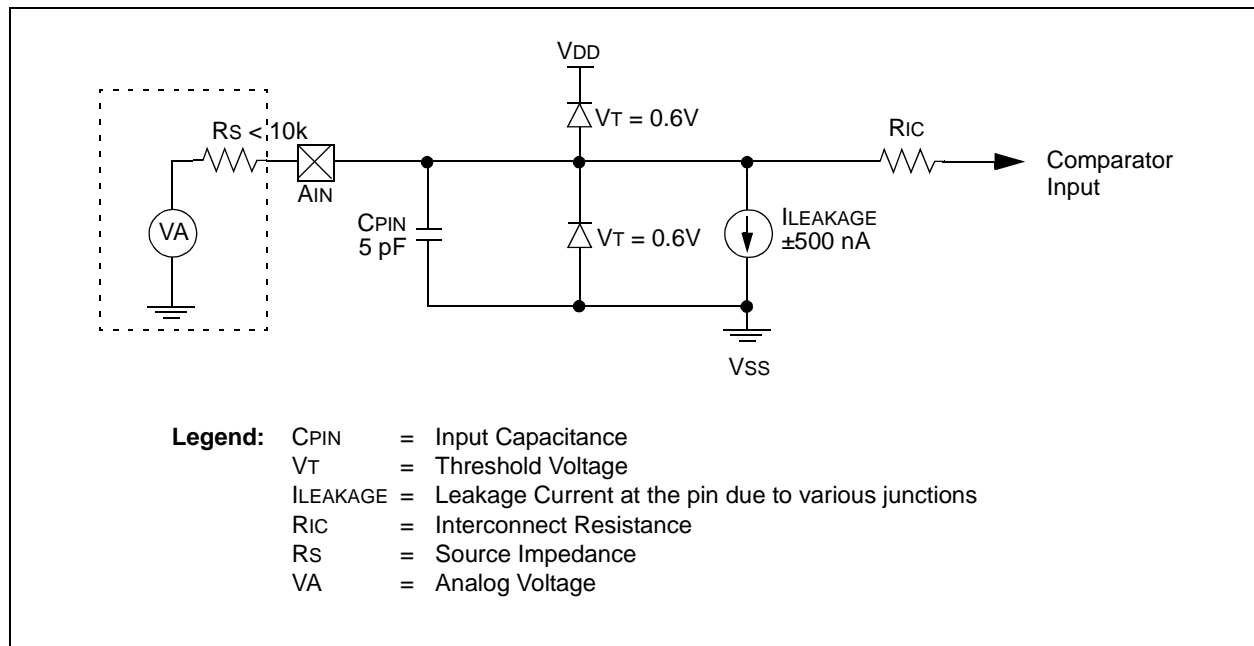 VDD
VT = 0.6V
RS < 10k
RIC
AIN
Comparator
Input
CPIN
5 pF
VA
VT = 0.6V
ILEAKAGE
±500 nA
VSS
Legend: CPIN = Input Capacitance
VT = Threshold Voltage
ILEAKAGE = Leakage Current at the pin due to various junctions
RIC = Interconnect Resistance
RS = Source Impedance
VA = Analog Voltage